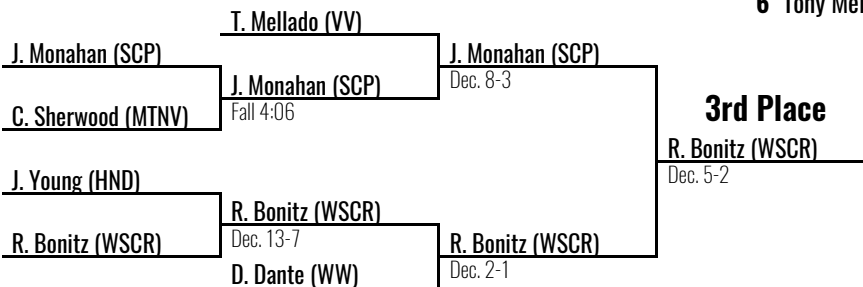 6 Tony
T. Mellado (VV)
J. Monahan (SCP)
J. Monahan (SCP)
J. Monahan (SCP)
Dec. 8-3
C. Sherwood (MTNV)
Fall 4:06
3rd Place
R. Bonitz (WSCR)
Dec. 5-2
J. Young (HND)
R. Bonitz (WSCR)
R. Bonitz (WSCR)
Dec. 13-7
R. Bonitz (WSCR)
D. Dante (WW)
Dec. 2-1